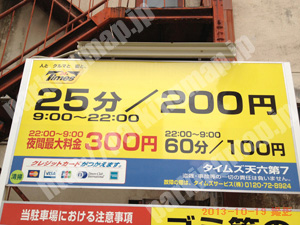 Times
25分／200円
9:00〜22:00
22:00〜9:00
夜間最大料金 300円
22:00〜9:00
60分／100円
クレジットカードがつかえます。
VISA
タイムズ天六第7
タイムズサービス(株) 0120-72-8924
2013-10-19
当駐車場における注意事項